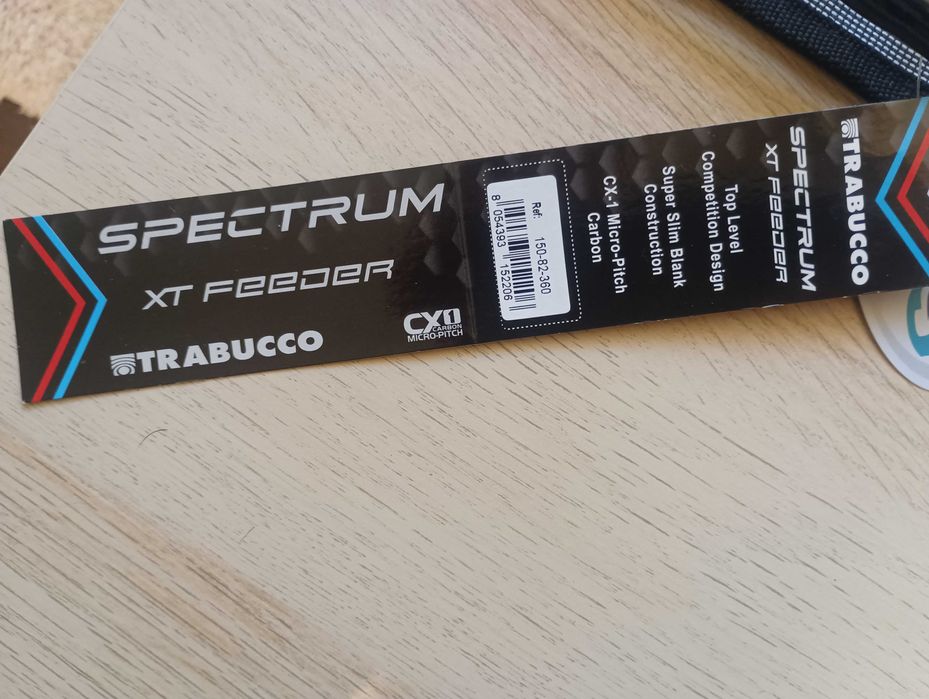 SPECTRUM
XT FEEDER
TRABUCCO
CX1
CARBON
MICRO-PITCH
Ref: 150-82-360
8 054393 152206
TRABUCCO
SPECTRUM
XT FEEDER
Top Level
Competition Design
Super Slim Blank
Construction
CX-1 Micro-Pitch
Carbon